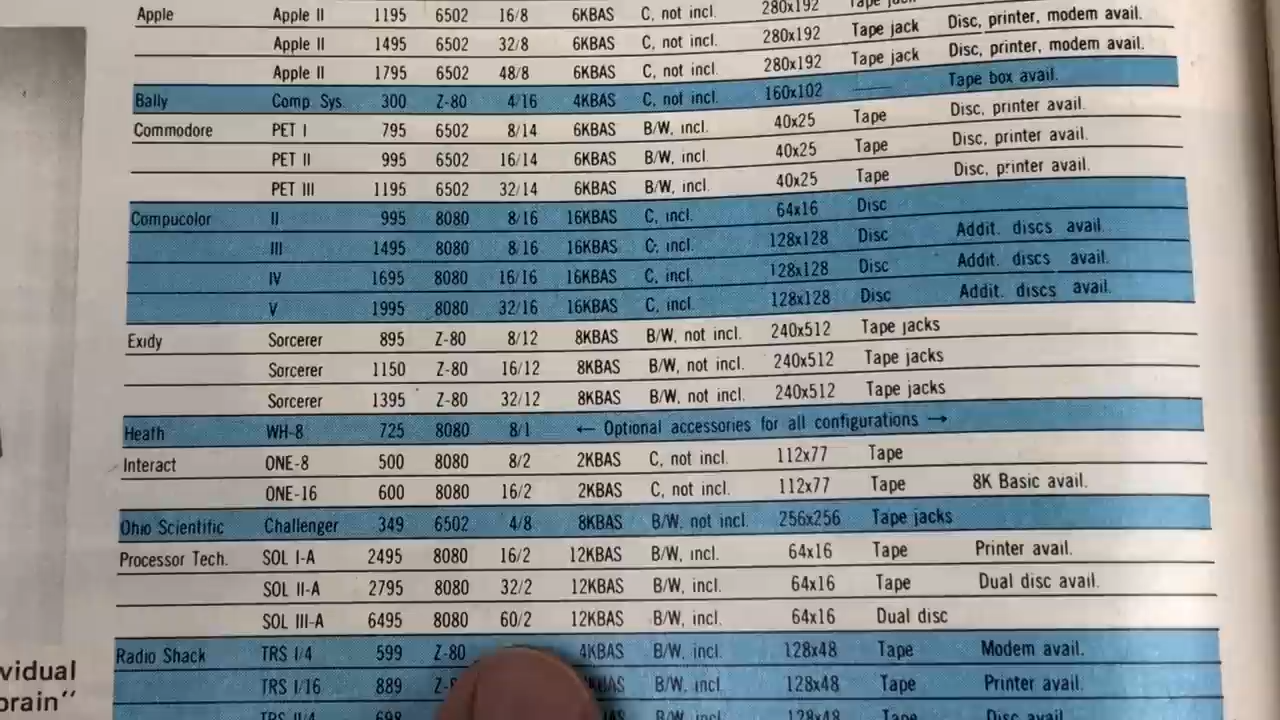 Apple Apple II 1195 6502 16/8 6KBAS C, not incl. 280x192 Tape
Apple II 1495 6502 32/8 6KBAS C, not incl. 280x192 Tape jack Disc, printer, modem avail.
Apple II 1795 6502 48/8 6KBAS C, not incl. 280x192 Tape jack Disc, printer, modem avail.
Bally Comp. Sys. 300 Z-80 4/16 4KBAS C, not incl. 160x102 —— Tape box avail.
Commodore PET I 795 6502 8/14 6KBAS B/W, incl. 40x25 Tape Disc, printer avail.
PET II 995 6502 16/14 6KBAS B/W, incl. 40x25 Tape Disc, printer avail.
PET III 1195 6502 32/14 6KBAS B/W, incl. 40x25 Tape Disc, printer avail.
Compucolor II 995 8080 8/16 16KBAS C, incl. 64x16 Disc
III 1495 8080 8/16 16KBAS C, incl. 128x128 Disc Addit. discs avail.
IV 1695 8080 16/16 16KBAS C, incl. 128x128 Disc Addit. discs avail.
V 1995 8080 32/16 16KBAS C, incl. 128x128 Disc Addit. discs avail.
Exidy Sorcerer 895 Z-80 8/12 8KBAS B/W, not incl. 240x512 Tape jacks
Sorcerer 1150 Z-80 16/12 8KBAS B/W, not incl. 240x512 Tape jacks
Sorcerer 1395 Z-80 32/12 8KBAS B/W, not incl. 240x512 Tape jacks
Heath WH-8 725 8080 8/1 ← Optional accessories for all configurations →
Interact ONE-8 500 8080 8/2 2KBAS C, not incl. 112x77 Tape
ONE-16 600 8080 16/2 2KBAS C, not incl. 112x77 Tape 8K Basic avail.
Ohio Scientific Challenger 349 6502 4/8 8KBAS B/W, not incl. 256x256 Tape jacks
Processor Tech. SOL I-A 2495 8080 16/2 12KBAS B/W, incl. 64x16 Tape Printer avail.
SOL II-A 2795 8080 32/2 12KBAS B/W, incl. 64x16 Tape Dual disc avail.
SOL III-A 6495 8080 60/2 12KBAS B/W, incl. 64x16 Dual disc
Radio Shack TRS I/4 599 Z-80 4KBAS B/W, incl. 128x48 Tape Modem avail.
TRS I/16 889 B/W, incl. 128x48 Tape Printer avail.
TRS II/4 698 B/W, incl. 128x48 Tape Disc avail.
vidual
brain"